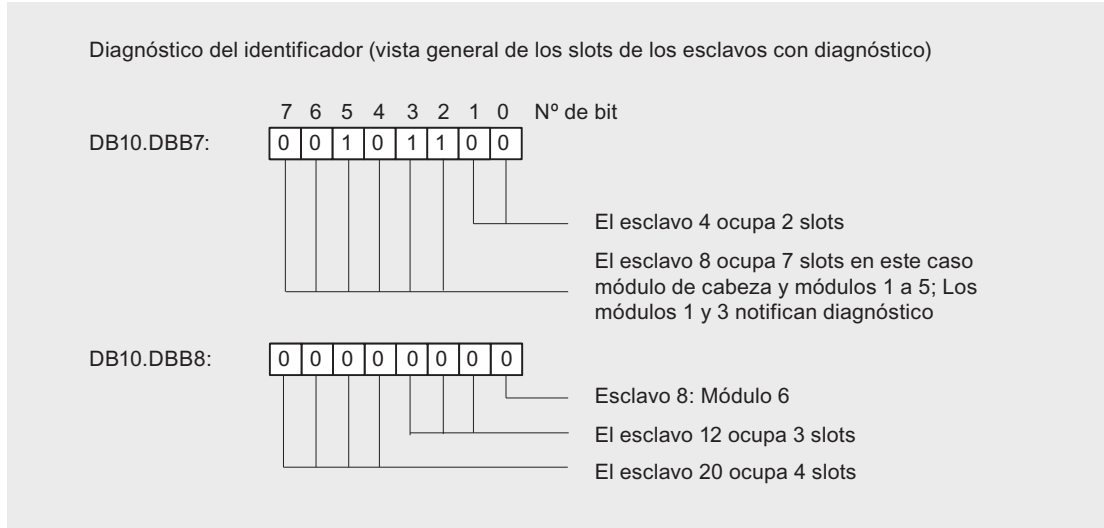 Diagnóstico del identificador (vista general de los slots de los esclavos con diagnóstico)
7 6 5 4 3 2 1 0 Nº de bit
DB10.DBB7: 0 0 1 0 1 1 0 0
El esclavo 4 ocupa 2 slots
El esclavo 8 ocupa 7 slots en este caso
módulo de cabeza y módulos 1 a 5; Los
módulos 1 y 3 notifican diagnóstico
DB10.DBB8: 0 0 0 0 0 0 0 0
Esclavo 8: Módulo 6
El esclavo 12 ocupa 3 slots
El esclavo 20 ocupa 4 slots